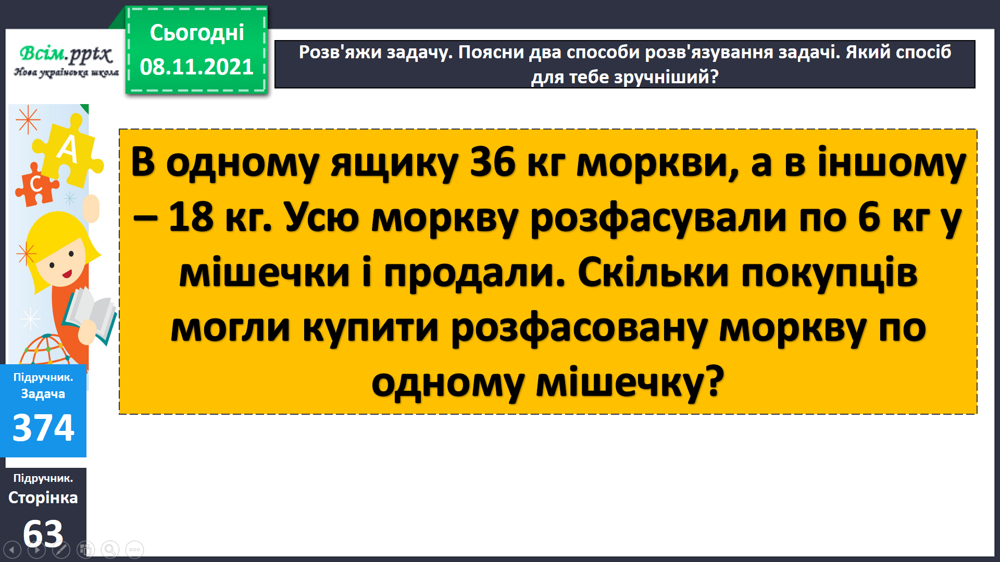 Всім.pptx
Нова українська школа
Сьогодні
08.11.2021
Розв'яжи задачу. Поясни два способи розв'язування задачі. Який спосіб
для тебе зручніший?
А
С
В одному ящику 36 кг моркви, а в іншому
– 18 кг. Усю моркву розфасували по 6 кг у
мішечки і продали. Скільки покупців
могли купити розфасовану моркву по
одному мішечку?
Підручник.
Задача
374
Підручник.
Сторінка
63